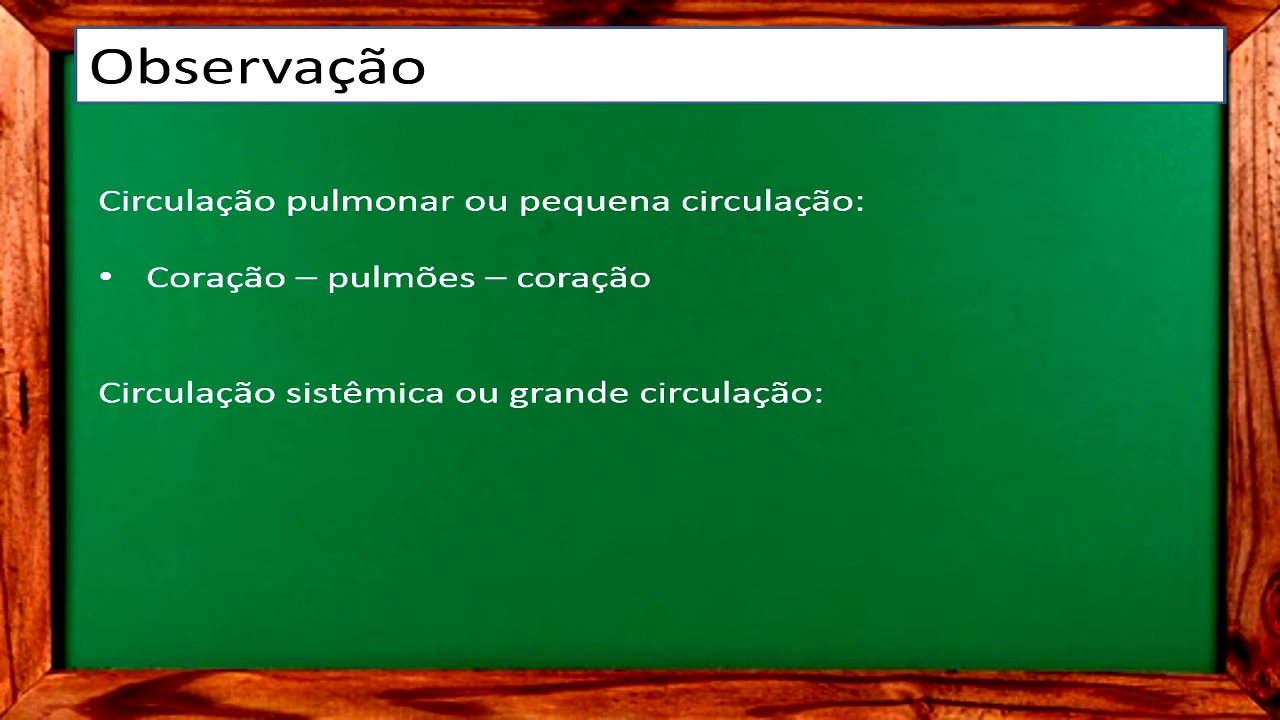 Observação
Circulação pulmonar ou pequena circulação:
• Coração – pulmões – coração
Circulação sistêmica ou grande circulação: